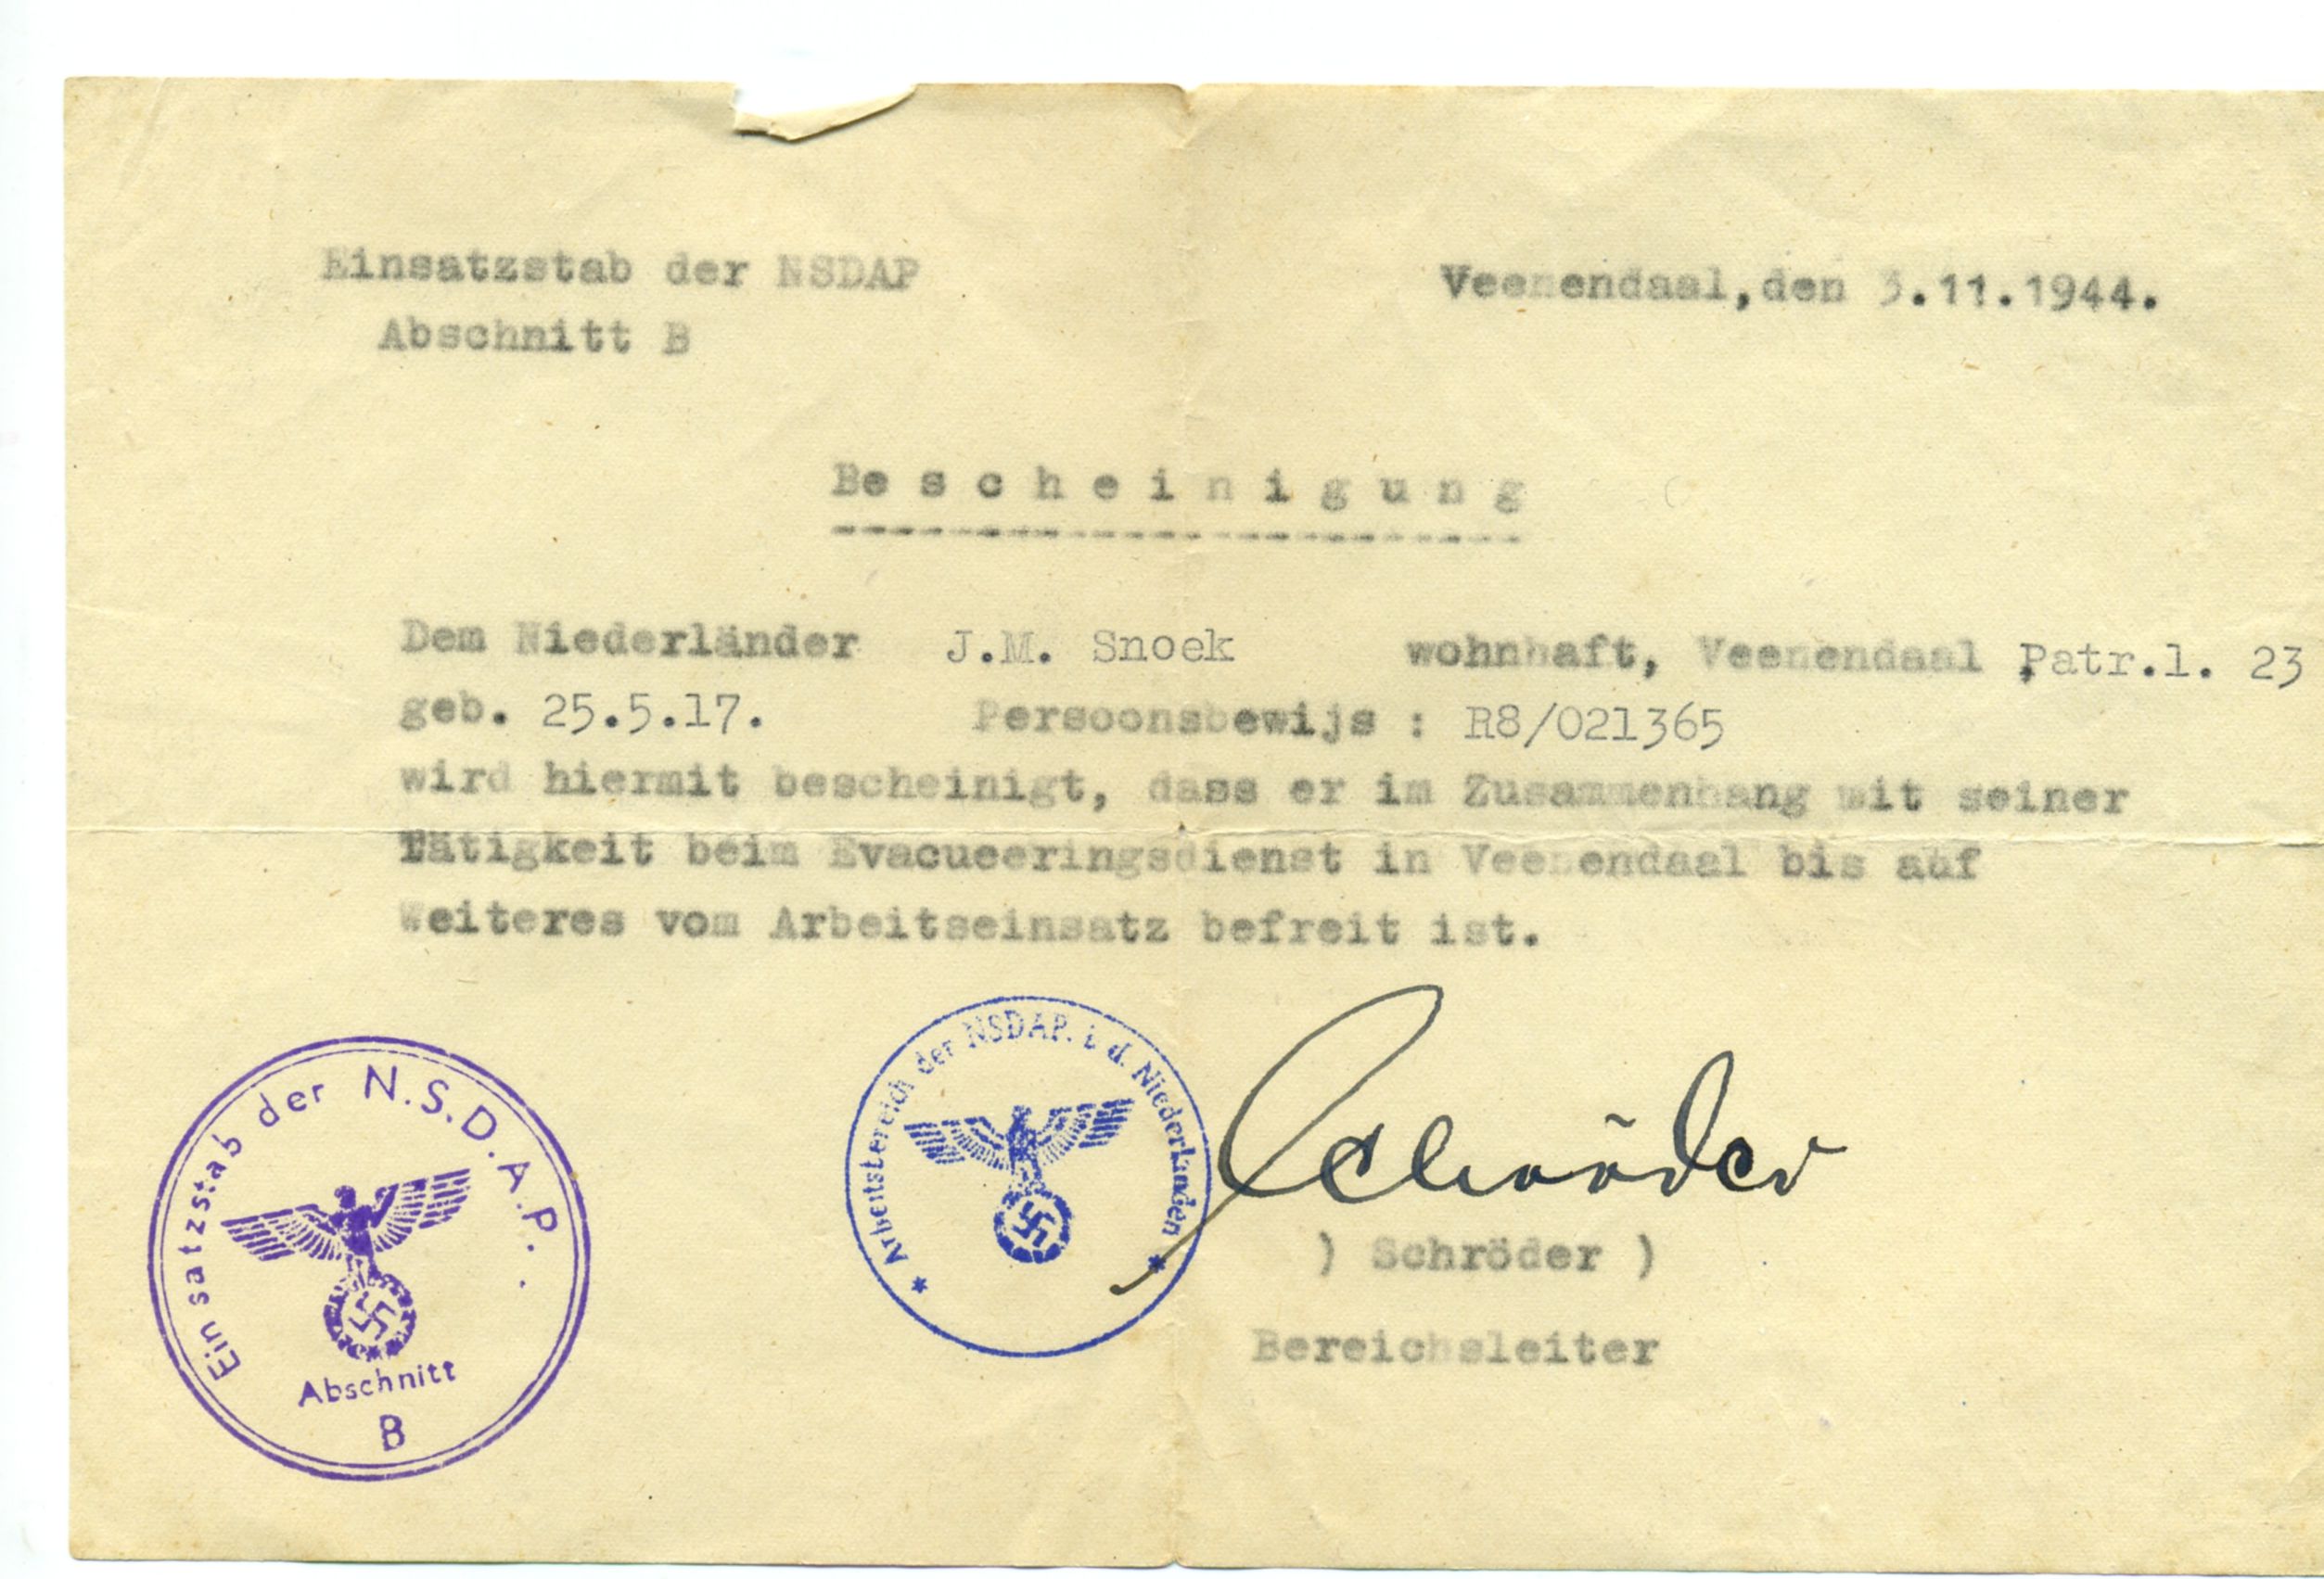 Einsatzstab der NSDAP
Abschnitt B
Veenendaal,den 3.11.1944.
Be s c h e i n i g u n g
Dem Niederländer J.M. Snoek wohnhaft, Veenendaal Patr.l. 23
geb. 25.5.17. Persoonsbewijs : R8/021365
wird hiermit bescheinigt, dass er im Zusammenhang mit seiner
Tätigkeit beim Evacueeringsdienst in Veenendaal bis auf
Weiteres vom Arbeitseinsatz befreit ist.
Einsatzstab der N.S.D.A.P.
Abschnitt
B
* Arbeitsbereich der NSDAP. i. d. Niederlanden *
Schröder
) Schröder )
Bereichsleiter